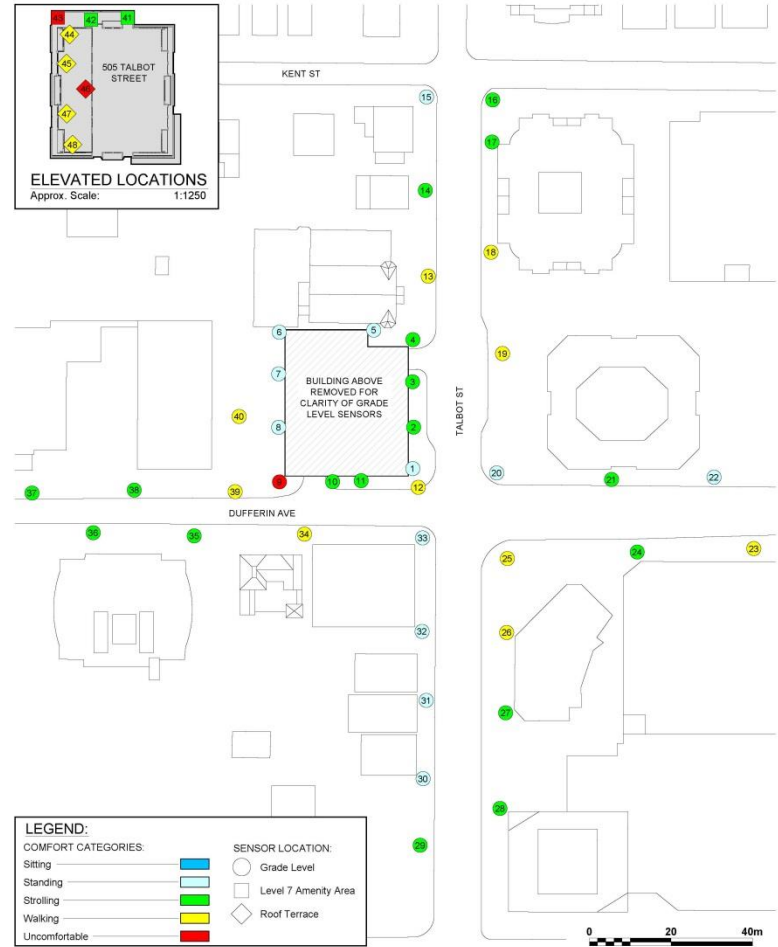 43
42
41
44
45
505 TALBOT
STREET
46
47
48
ELEVATED LOCATIONS
Approx. Scale: 1:1250
KENT ST
15
16
17
14
18
13
6
5
4
19
7
3
BUILDING ABOVE
REMOVED FOR
CLARITY OF GRADE
LEVEL SENSORS
TALBOT ST
40
8
2
1
20
21
22
9
10
11
12
37
38
39
DUFFERIN AVE
36
35
34
33
25
24
23
32
26
31
27
30
28
29
LEGEND:
COMFORT CATEGORIES:
Sitting
Standing
Strolling
Walking
Uncomfortable
SENSOR LOCATION:
Grade Level
Level 7 Amenity Area
Roof Terrace
0 20 40m